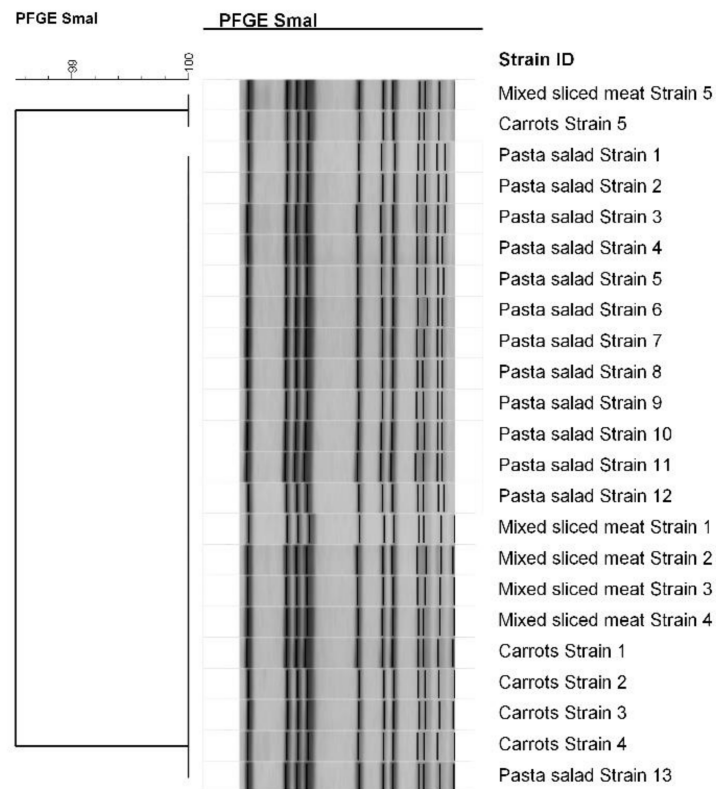 PFGE SmaI
PFGE SmaI
99
100
Strain ID
Mixed sliced meat Strain 5
Carrots Strain 5
Pasta salad Strain 1
Pasta salad Strain 2
Pasta salad Strain 3
Pasta salad Strain 4
Pasta salad Strain 5
Pasta salad Strain 6
Pasta salad Strain 7
Pasta salad Strain 8
Pasta salad Strain 9
Pasta salad Strain 10
Pasta salad Strain 11
Pasta salad Strain 12
Mixed sliced meat Strain 1
Mixed sliced meat Strain 2
Mixed sliced meat Strain 3
Mixed sliced meat Strain 4
Carrots Strain 1
Carrots Strain 2
Carrots Strain 3
Carrots Strain 4
Pasta salad Strain 13